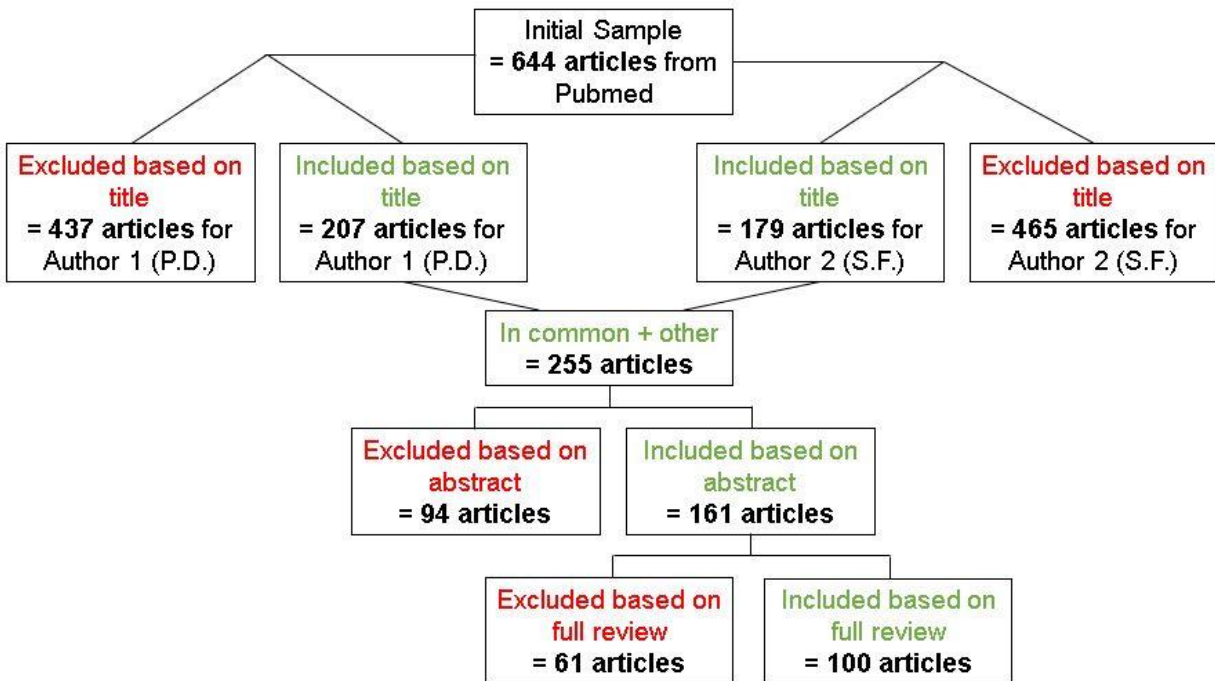 Initial Sample
= 644 articles from
Pubmed
Excluded based on
title
= 437 articles for
Author 1 (P.D.)
Included based on
title
= 207 articles for
Author 1 (P.D.)
Included based on
title
= 179 articles for
Author 2 (S.F.)
Excluded based on
title
= 465 articles for
Author 2 (S.F.)
In common + other
= 255 articles
Excluded based on
abstract
= 94 articles
Included based on
abstract
= 161 articles
Excluded based on
full review
= 61 articles
Included based on
full review
= 100 articles